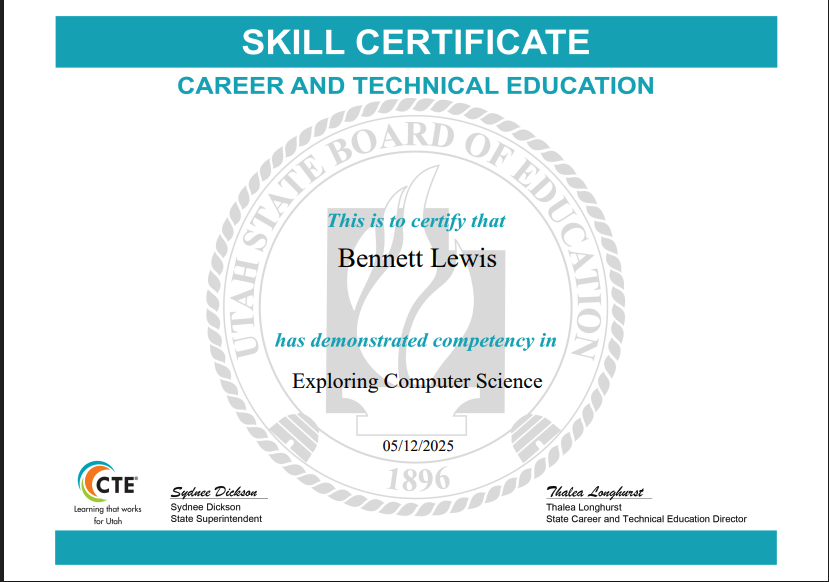 SKILL CERTIFICATE
CAREER AND TECHNICAL EDUCATION
UTAH STATE BOARD OF EDUCATION
This is to certify that
Bennett Lewis
has demonstrated competency in
Exploring Computer Science
05/12/2025
1896
CTE®
Learning that works
for Utah
Sydnee Dickson
Sydnee Dickson
State Superintendent
Thalea Longhurst
Thalea Longhurst
State Career and Technical Education Director